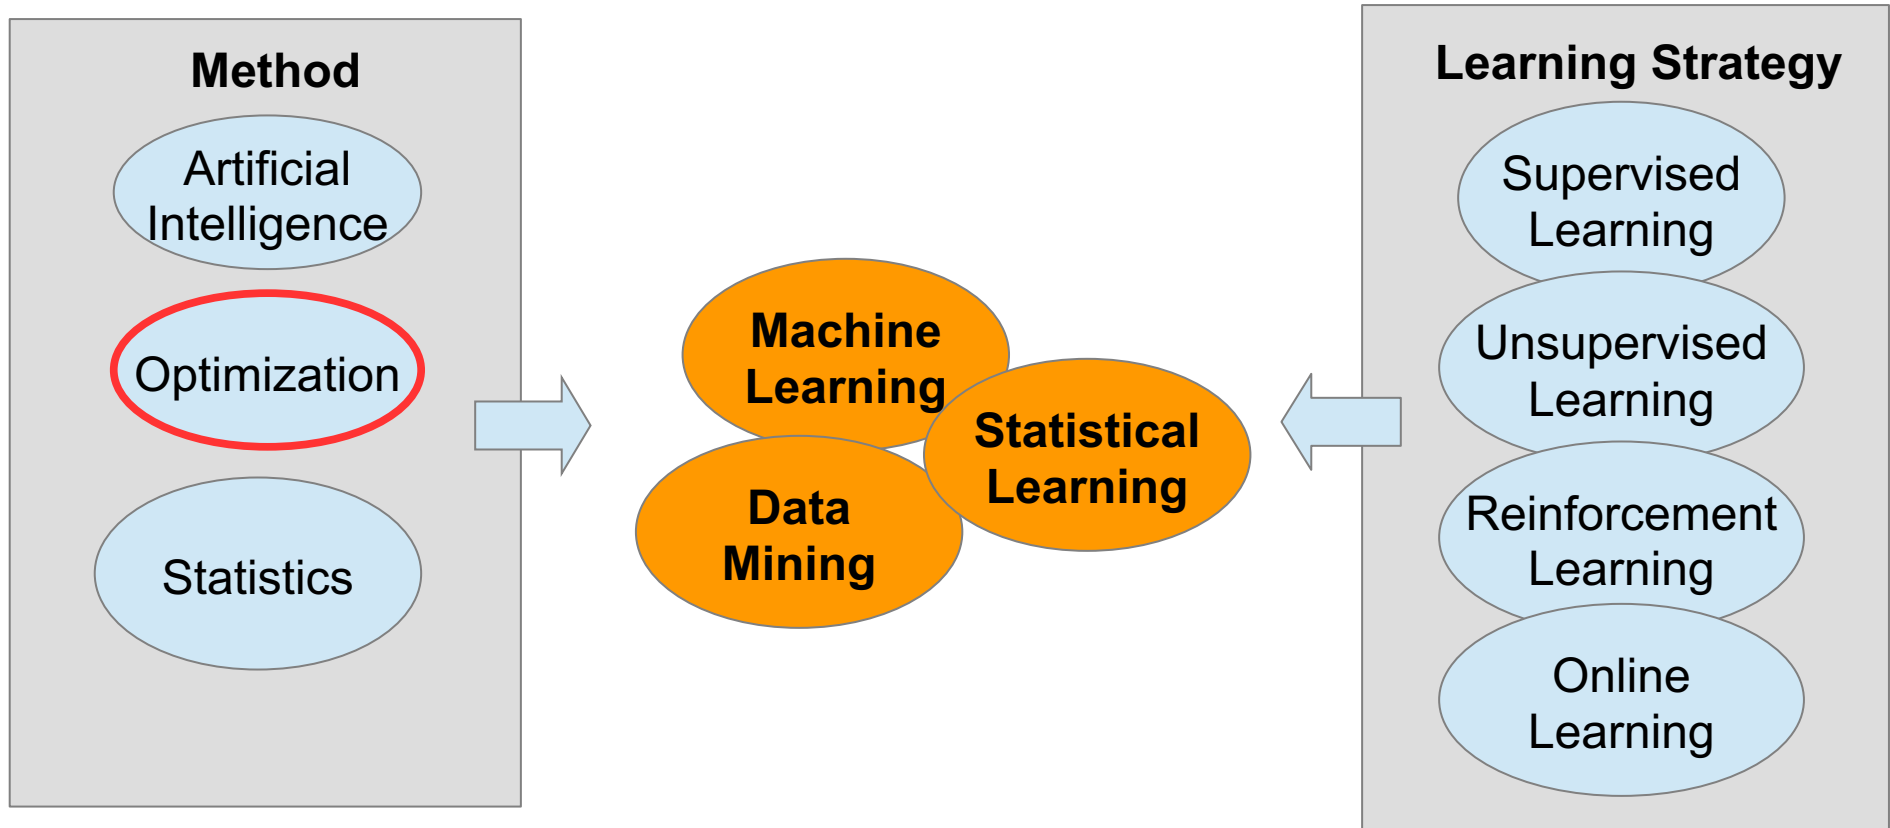 Method
Artificial
Intelligence
Optimization
Statistics
Machine
Learning
Statistical
Learning
Data
Mining
Learning Strategy
Supervised
Learning
Unsupervised
Learning
Reinforcement
Learning
Online
Learning